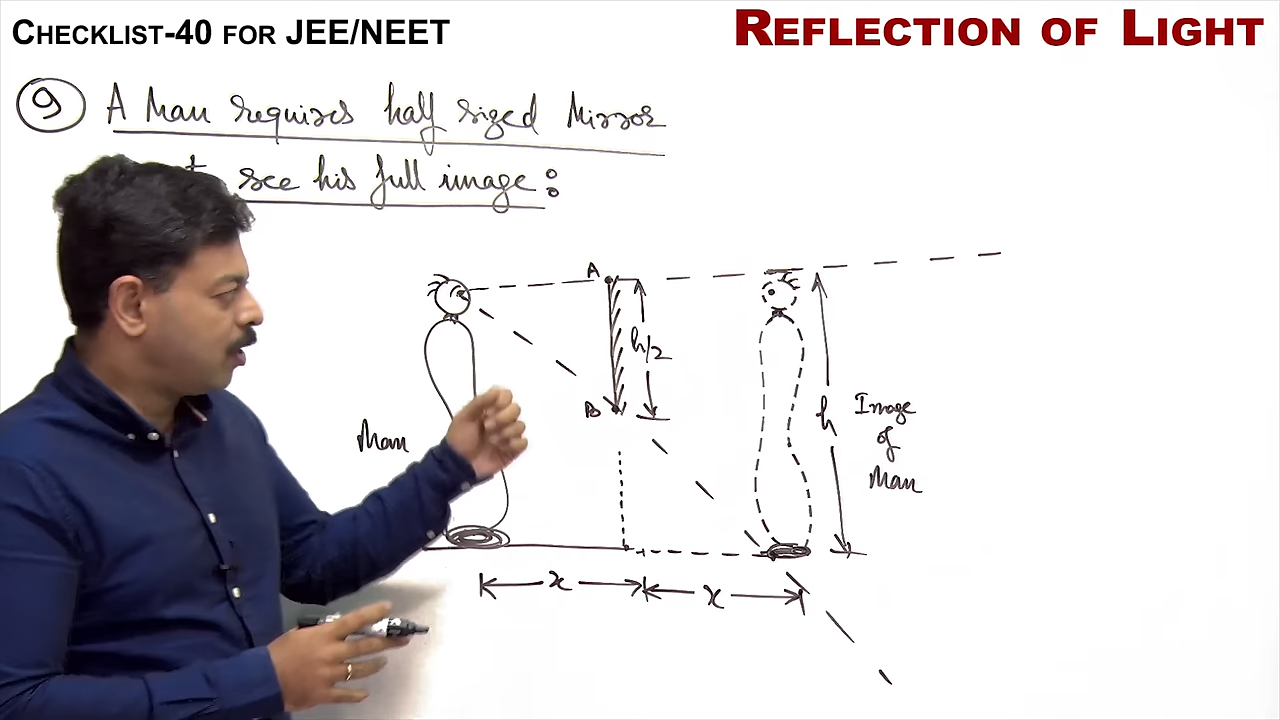 CHECKLIST-40 FOR JEE/NEET
REFLECTION OF LIGHT
9 A Man requires half sized Mirror
see his full image:
A
h/2
B
Man
h
Image
of
Man
x
x